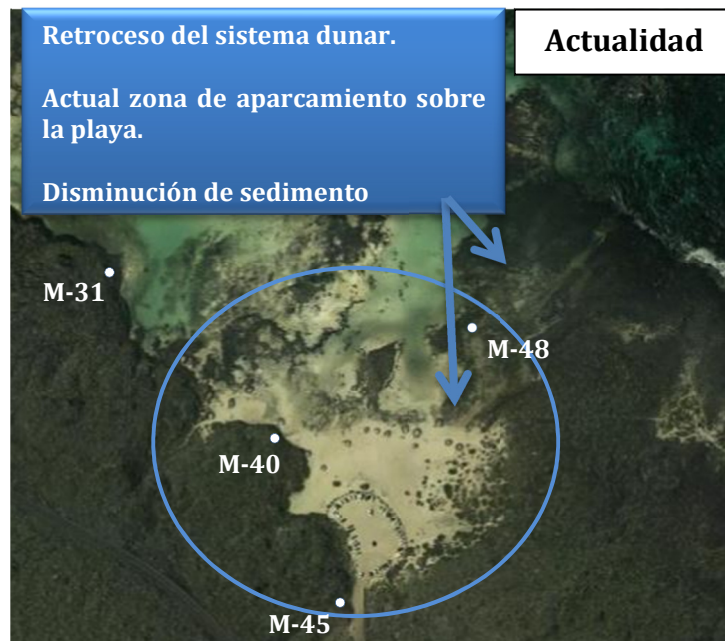 Retroceso del sistema dunar.
Actual zona de aparcamiento sobre
la playa.
Disminución de sedimento
Actualidad
M-31
M-48
M-40
M-45